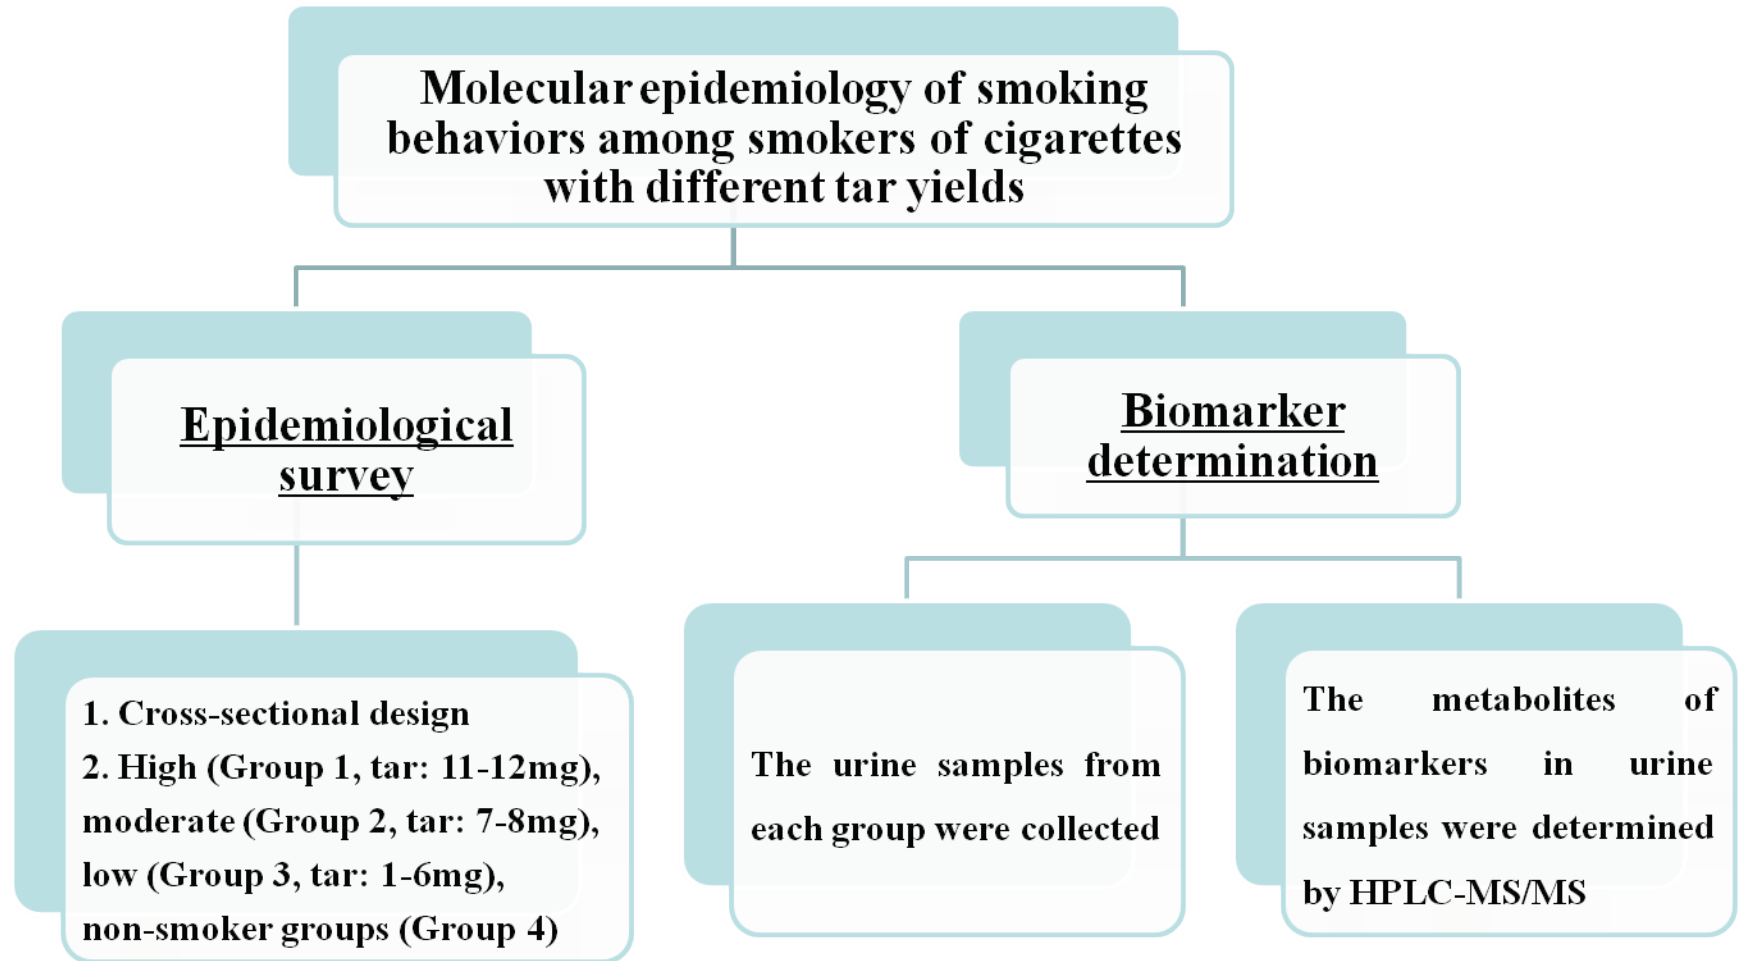 Molecular epidemiology of smoking
behaviors among smokers of cigarettes
with different tar yields
Epidemiological
survey
Biomarker
determination
1. Cross-sectional design
2. High (Group 1, tar: 11-12mg),
moderate (Group 2, tar: 7-8mg),
low (Group 3, tar: 1-6mg),
non-smoker groups (Group 4)
The urine samples from
each group were collected
The metabolites of
biomarkers in urine
samples were determined
by HPLC-MS/MS